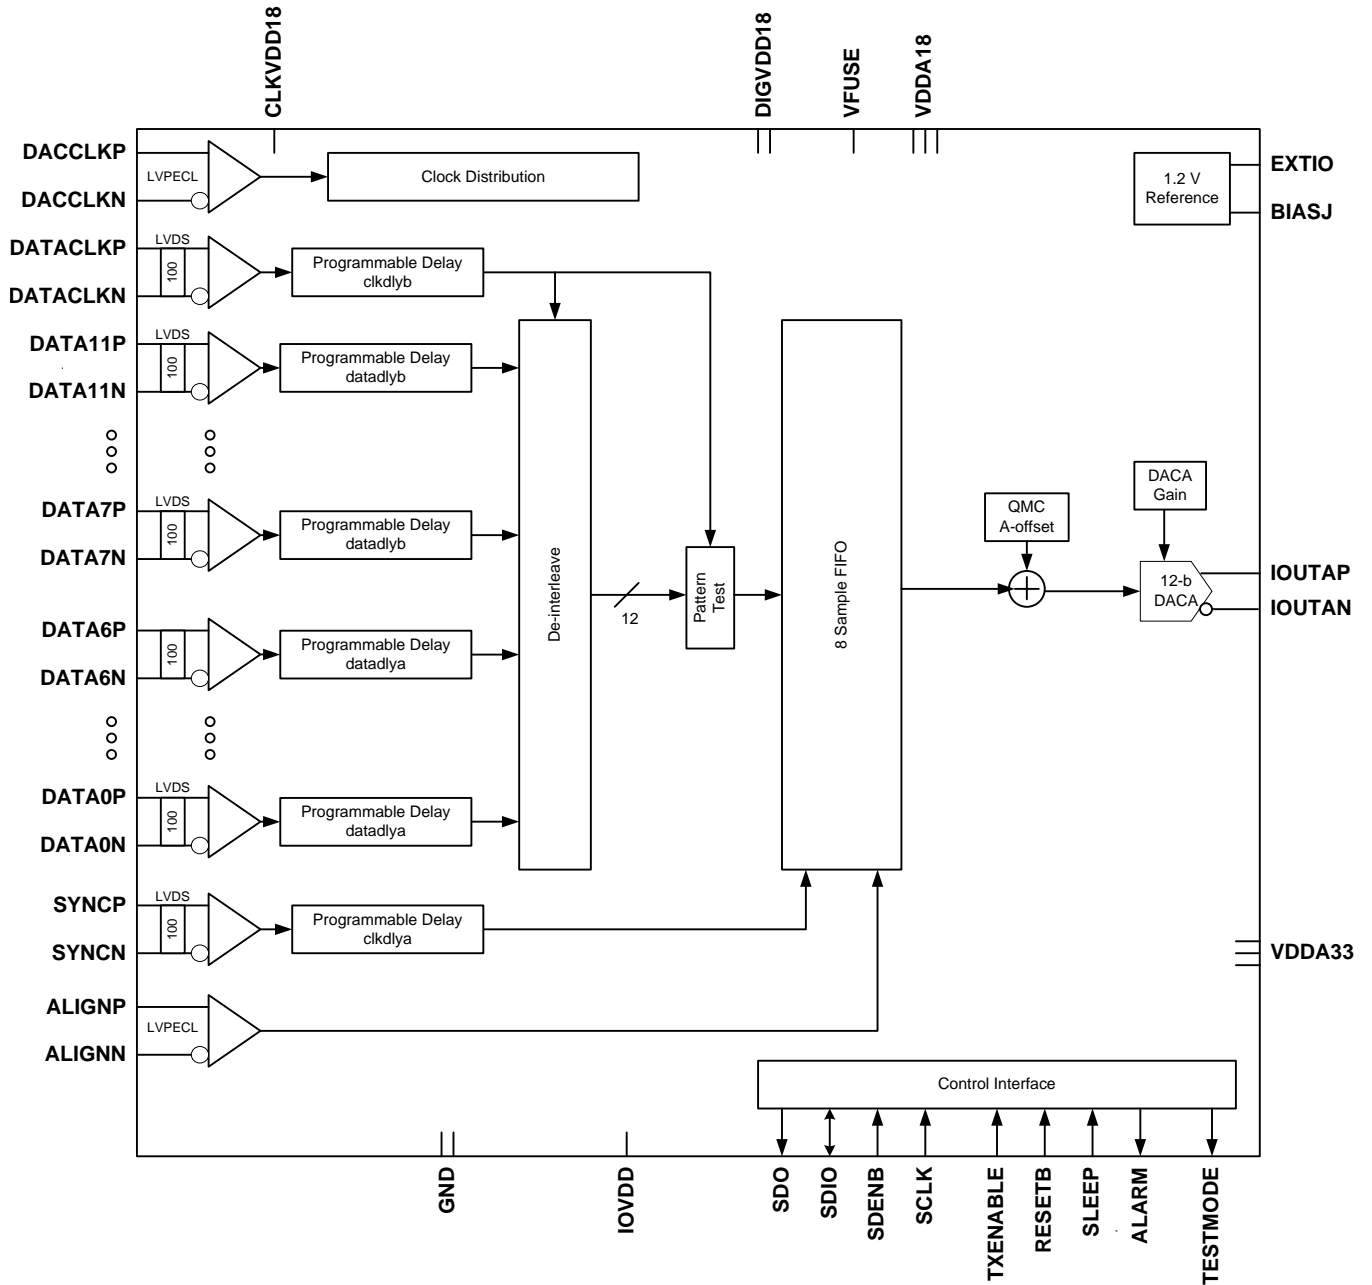 CLKVDD18
DIGVDD18
VFUSE
VDDA18
DACCLKP
LVPECL
DACCLKN
Clock Distribution
1.2 V
Reference
EXTIO
BIASJ
DATACLKP
LVDS
100
DATACLKN
Programmable Delay
clkdlyb
DATA11P
LVDS
100
DATA11N
Programmable Delay
datadlyb
DATA7P
LVDS
100
DATA7N
Programmable Delay
datadlyb
DATA6P
100
DATA6N
Programmable Delay
datadlya
DATA0P
LVDS
100
DATA0N
Programmable Delay
datadlya
De-interleave
12
Pattern
Test
8 Sample FIFO
QMC
A-offset
DACA
Gain
12-b
DACA
IOUTAP
IOUTAN
SYNCP
LVDS
100
SYNCN
Programmable Delay
clkdlya
VDDA33
ALIGNP
LVPECL
ALIGNN
Control Interface
GND
IOVDD
SDO
SDIO
SDENB
SCLK
TXENABLE
RESETB
SLEEP
ALARM
TESTMODE